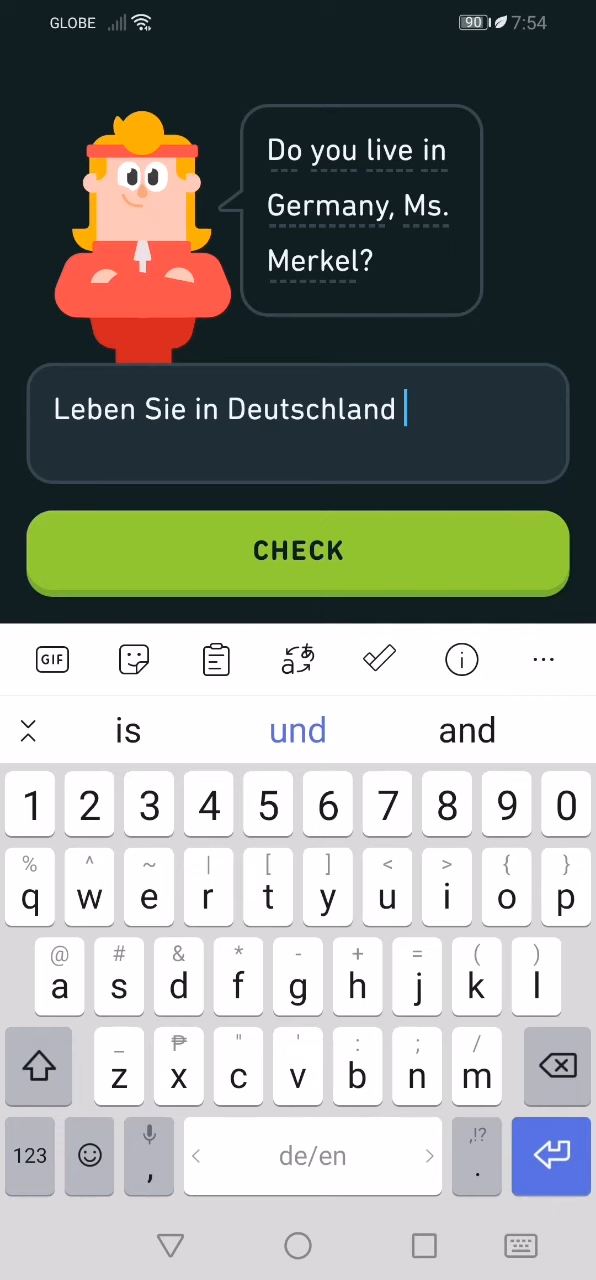 GLOBE 90 7:54
Do you live in
Germany, Ms.
Merkel?
Leben Sie in Deutschland
CHECK
GIF
is und and
1 2 3 4 5 6 7 8 9 0
% ^ ~ | [ ] < > { }
q w e r t y u i o p
@ # & * - + = ( )
a s d f g h j k l
_ ₱ " ' : ; /
z x c v b n m
,!?
123 , < de/en > .